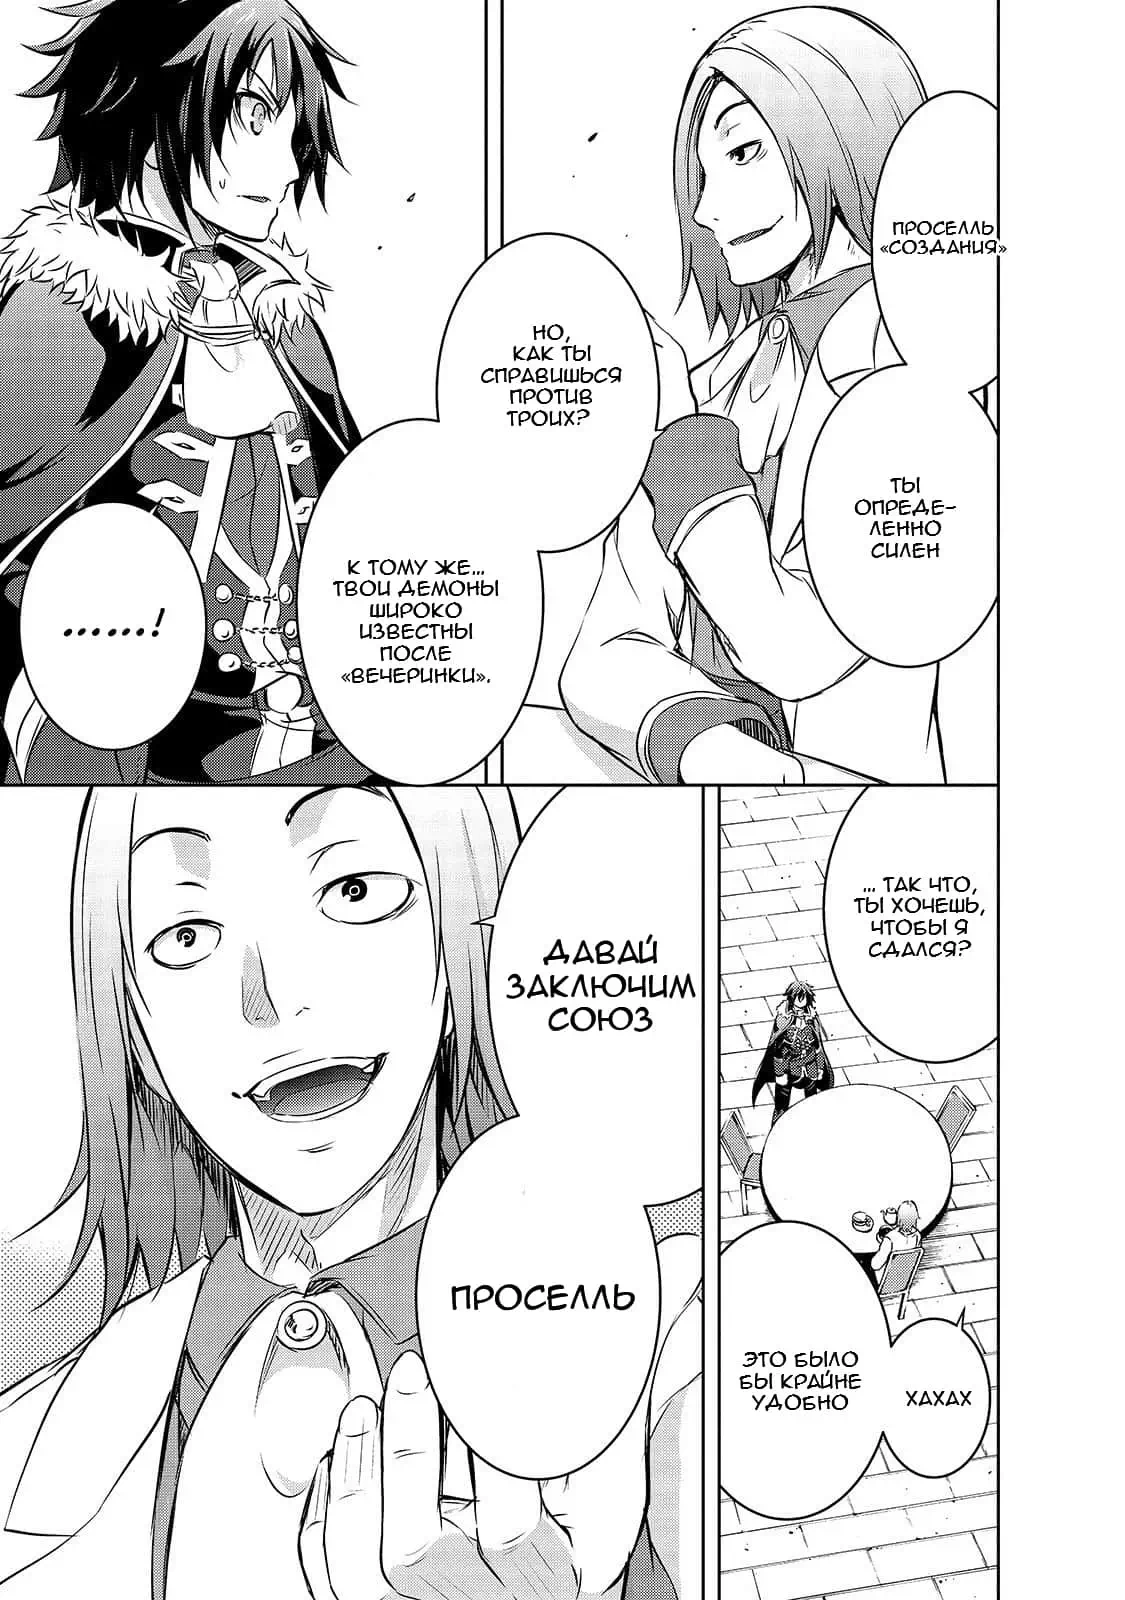 ПРОСЕЛЛЬ
«СОЗДАНИЯ»
ТЫ
ОПРЕДЕ-
ЛЕННО
СИЛЕН
НО,
КАК ТЫ
СПРАВИШЬСЯ
ПРОТИВ
ТРОИХ?
К ТОМУ ЖЕ...
ТВОИ ДЕМОНЫ
ШИРОКО
ИЗВЕСТНЫ
ПОСЛЕ
«ВЕЧЕРИНКИ».
.......!
... ТАК ЧТО,
ТЫ ХОЧЕШЬ,
ЧТОБЫ Я
СДАЛСЯ?
ХАХАХ
ЭТО БЫЛО
БЫ КРАЙНЕ
УДОБНО
ДАВАЙ
ЗАКЛЮЧИМ
СОЮЗ
ПРОСЕЛЛЬ